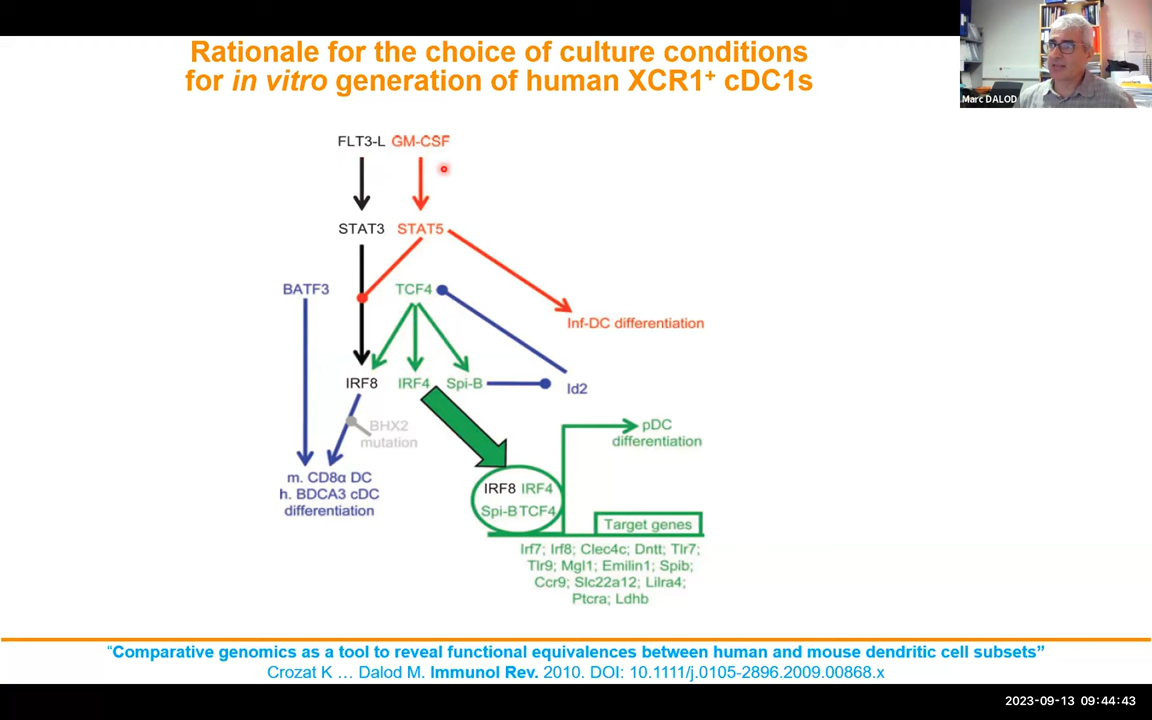 Rationale for the choice of culture conditions
for in vitro generation of human XCR1+ cDC1s
Marc DALOD
FLT3-L GM-CSF
STAT3 STAT5
BATF3
TCF4
Inf-DC differentiation
IRF8 IRF4 Spi-B
Id2
BHX2
mutation
pDC
differentiation
m. CD8α DC
h. BDCA3 cDC
differentiation
IRF8 IRF4
Spi-B TCF4
Target genes
Irf7; Irf8; Clec4c; Dntt; Tlr7;
Tlr9; Mgl1; Emilin1; Spib;
Ccr9; Slc22a12; Lilra4;
Ptcra; Ldhb
“Comparative genomics as a tool to reveal functional equivalences between human and mouse dendritic cell subsets”
Crozat K … Dalod M. Immunol Rev. 2010. DOI: 10.1111/j.0105-2896.2009.00868.x
2023-09-13 09:44:43